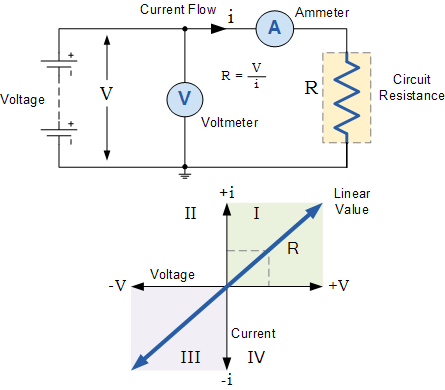 Current Flow
i
Ammeter
A
+
Voltage
V
V
Voltmeter
R = V
i
R
Circuit
Resistance
+
+i
Linear
Value
II
I
R
Voltage
-V
+V
Current
III
IV
-i